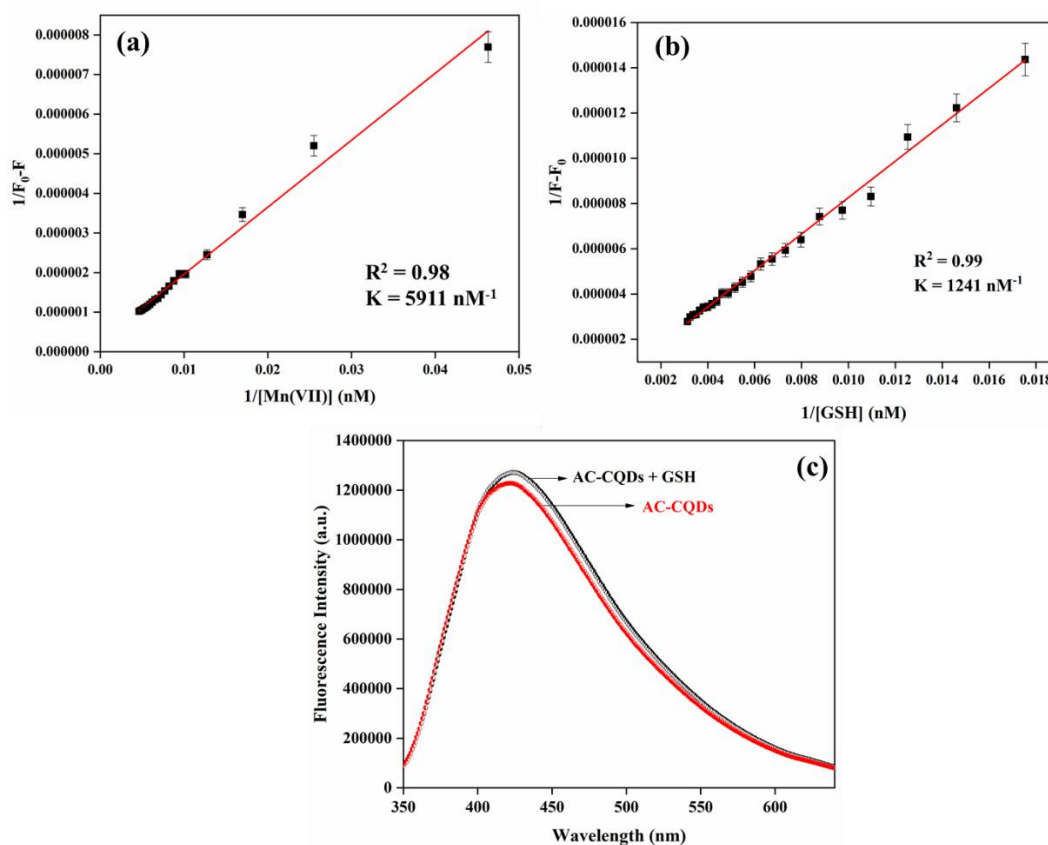 (a)
0.000008
0.000007
0.000006
0.000005
0.000004
0.000003
0.000002
0.000001
0.000000
1/F₀-F
R² = 0.98
K = 5911 nM⁻¹
0.00 0.01 0.02 0.03 0.04 0.05
1/[Mn(VII)] (nM)
(b)
0.000016
0.000014
0.000012
0.000010
0.000008
0.000006
0.000004
0.000002
1/F-F₀
R² = 0.99
K = 1241 nM⁻¹
0.002 0.004 0.006 0.008 0.010 0.012 0.014 0.016 0.018
1/[GSH] (nM)
(c)
1400000
1200000
1000000
800000
600000
400000
200000
0
Fluorescence Intensity (a.u.)
AC-CQDs + GSH
AC-CQDs
350 400 450 500 550 600
Wavelength (nm)